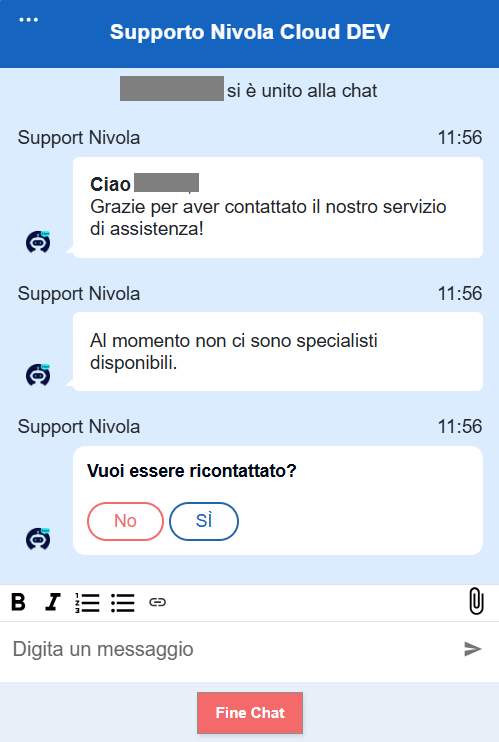 Supporto Nivola Cloud DEV
si è unito alla chat
Support Nivola 11:56
Ciao
Grazie per aver contattato il nostro servizio
di assistenza!
Support Nivola 11:56
Al momento non ci sono specialisti
disponibili.
Support Nivola 11:56
Vuoi essere ricontattato?
No SÌ
B I
Digita un messaggio
Fine Chat